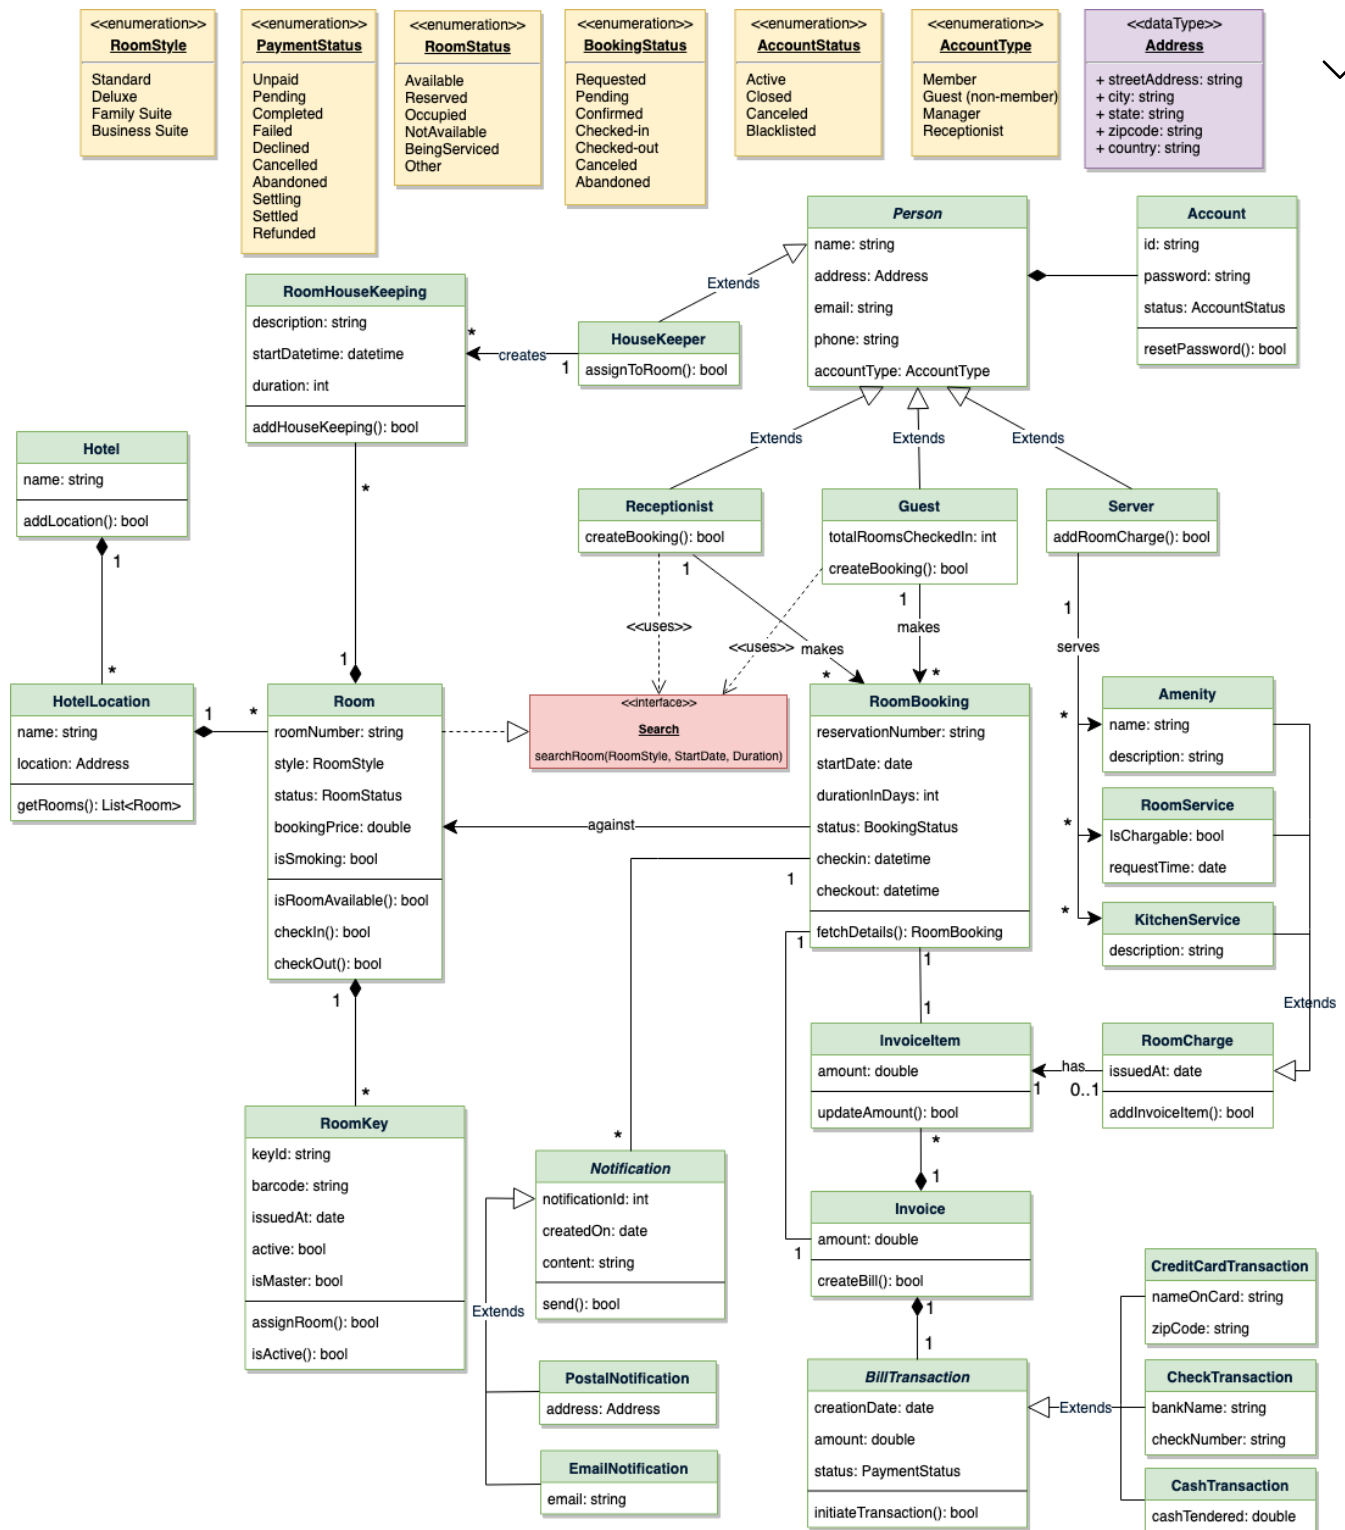 <<enumeration>>
RoomStyle
Standard
Deluxe
Family Suite
Business Suite
<<enumeration>>
PaymentStatus
Unpaid
Pending
Completed
Failed
Declined
Cancelled
Abandoned
Settling
Settled
Refunded
<<enumeration>>
RoomStatus
Available
Reserved
Occupied
NotAvailable
BeingServiced
Other
<<enumeration>>
BookingStatus
Requested
Pending
Confirmed
Checked-in
Checked-out
Canceled
Abandoned
<<enumeration>>
AccountStatus
Active
Closed
Canceled
Blacklisted
<<enumeration>>
AccountType
Member
Guest (non-member)
Manager
Receptionist
<<dataType>>
Address
+ streetAddress: string
+ city: string
+ state: string
+ zipcode: string
+ country: string
Person
name: string
address: Address
email: string
phone: string
accountType: AccountType
Account
id: string
password: string
status: AccountStatus
resetPassword(): bool
RoomHouseKeeping
description: string
startDatetime: datetime
duration: int
addHouseKeeping(): bool
Extends
HouseKeeper
assignToRoom(): bool
*
creates
1
Hotel
name: string
addLocation(): bool
1
*
*
1
Extends
Extends
Extends
Receptionist
createBooking(): bool
1
Guest
totalRoomsCheckedIn: int
createBooking(): bool
1
Server
addRoomCharge(): bool
1
<<uses>>
<<uses>>
makes
makes
*
*
serves
HotelLocation
name: string
location: Address
getRooms(): List<Room>
1
*
Room
roomNumber: string
style: RoomStyle
status: RoomStatus
bookingPrice: double
isSmoking: bool
isRoomAvailable(): bool
checkIn(): bool
checkOut(): bool
<<interface>>
Search
searchRoom(RoomStyle, StartDate, Duration)
against
RoomBooking
reservationNumber: string
startDate: date
durationInDays: int
status: BookingStatus
checkin: datetime
checkout: datetime
fetchDetails(): RoomBooking
1
1
1
1
*
*
*
Amenity
name: string
description: string
RoomService
IsChargable: bool
requestTime: date
KitchenService
description: string
Extends
1
*
InvoiceItem
amount: double
updateAmount(): bool
has
1
0..1
RoomCharge
issuedAt: date
addInvoiceItem(): bool
*
1
RoomKey
keyId: string
barcode: string
issuedAt: date
active: bool
isMaster: bool
assignRoom(): bool
isActive(): bool
*
Notification
notificationId: int
createdOn: date
content: string
send(): bool
Extends
PostalNotification
address: Address
EmailNotification
email: string
Invoice
amount: double
createBill(): bool
1
1
1
BillTransaction
creationDate: date
amount: double
status: PaymentStatus
initiateTransaction(): bool
Extends
CreditCardTransaction
nameOnCard: string
zipCode: string
CheckTransaction
bankName: string
checkNumber: string
CashTransaction
cashTendered: double